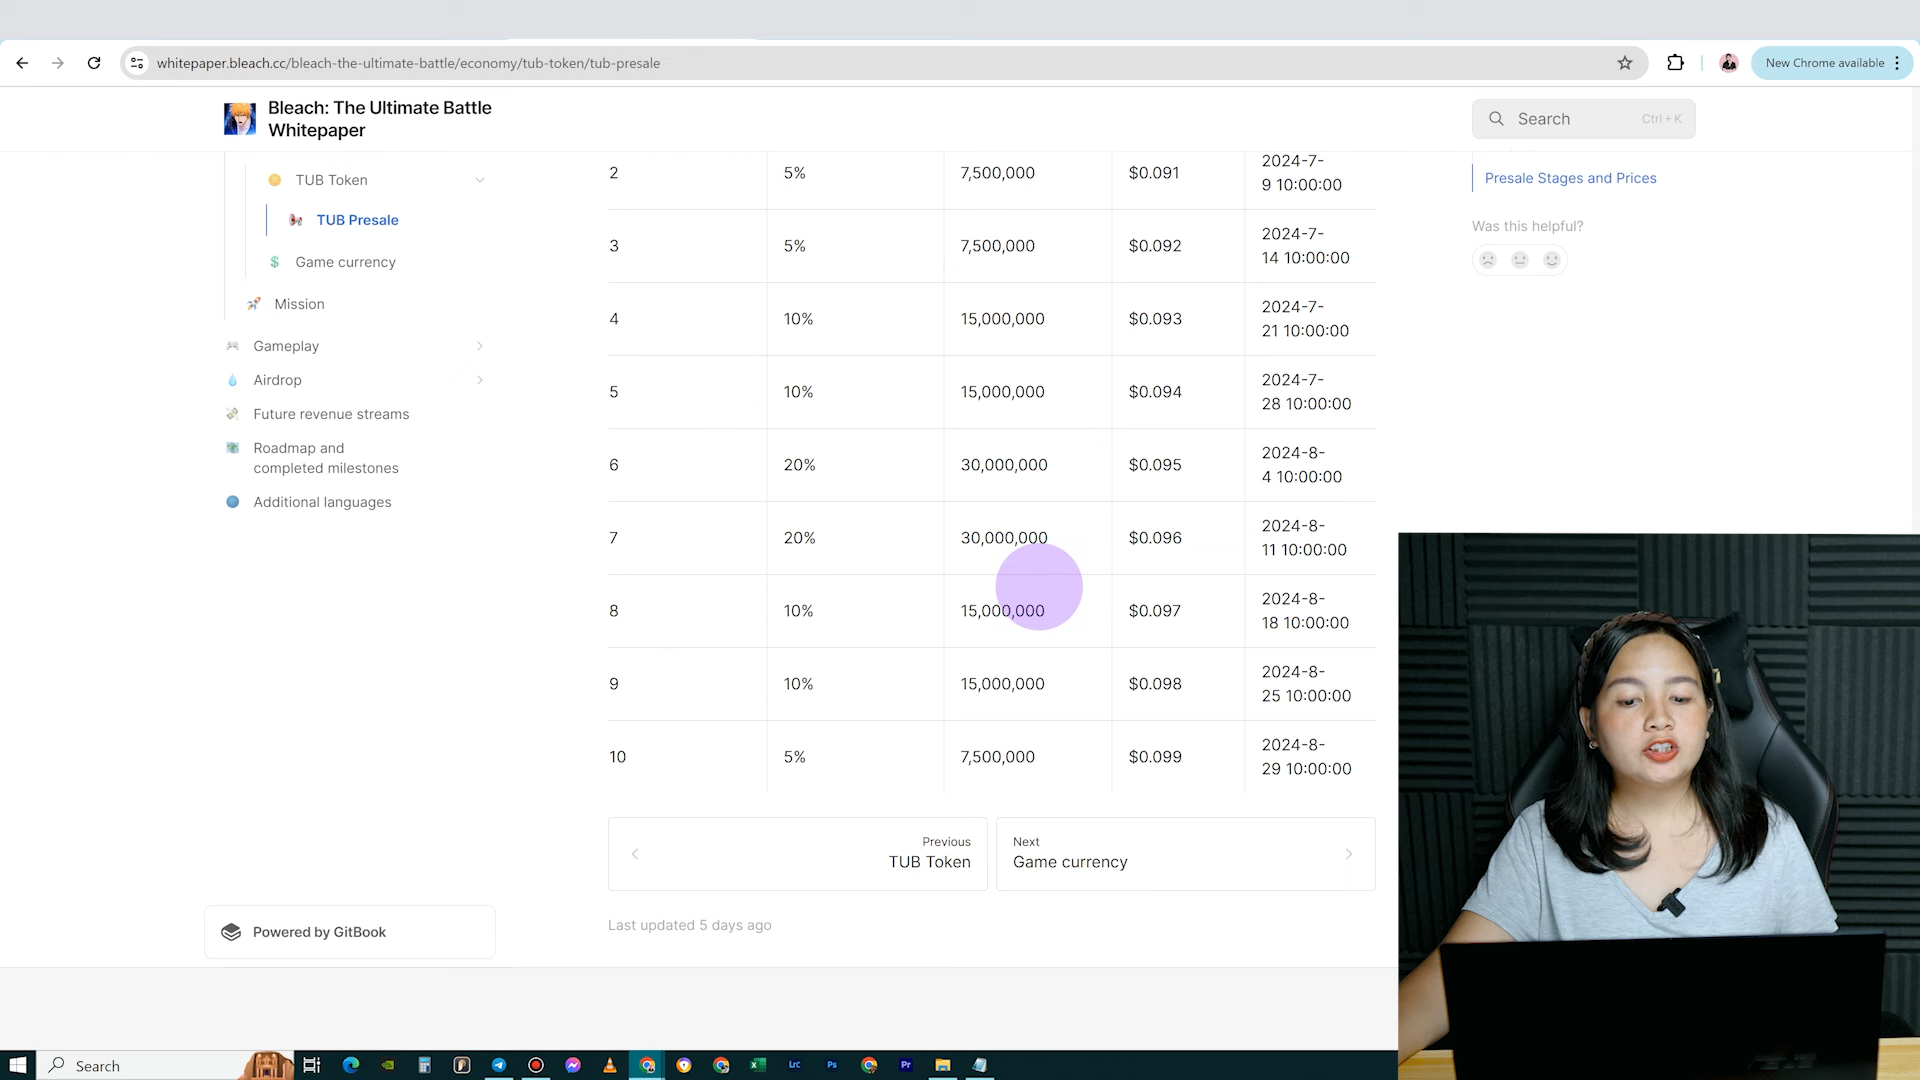 whitepaper.bleach.cc/bleach-the-ultimate-battle/economy/tub-token/tub-presale
New Chrome available
Bleach: The Ultimate Battle
Whitepaper
Search
Ctrl + K
TUB Token
TUB Presale
Game currency
Mission
Gameplay
Airdrop
Future revenue streams
Roadmap and
completed milestones
Additional languages
Powered by GitBook
2 5% 7,500,000 $0.091 2024-7-
9 10:00:00
3 5% 7,500,000 $0.092 2024-7-
14 10:00:00
4 10% 15,000,000 $0.093 2024-7-
21 10:00:00
5 10% 15,000,000 $0.094 2024-7-
28 10:00:00
6 20% 30,000,000 $0.095 2024-8-
4 10:00:00
7 20% 30,000,000 $0.096 2024-8-
11 10:00:00
8 10% 15,000,000 $0.097 2024-8-
18 10:00:00
9 10% 15,000,000 $0.098 2024-8-
25 10:00:00
10 5% 7,500,000 $0.099 2024-8-
29 10:00:00
Previous
TUB Token
Next
Game currency
Last updated 5 days ago
Presale Stages and Prices
Was this helpful?
Search
LrC
Ps
Pr